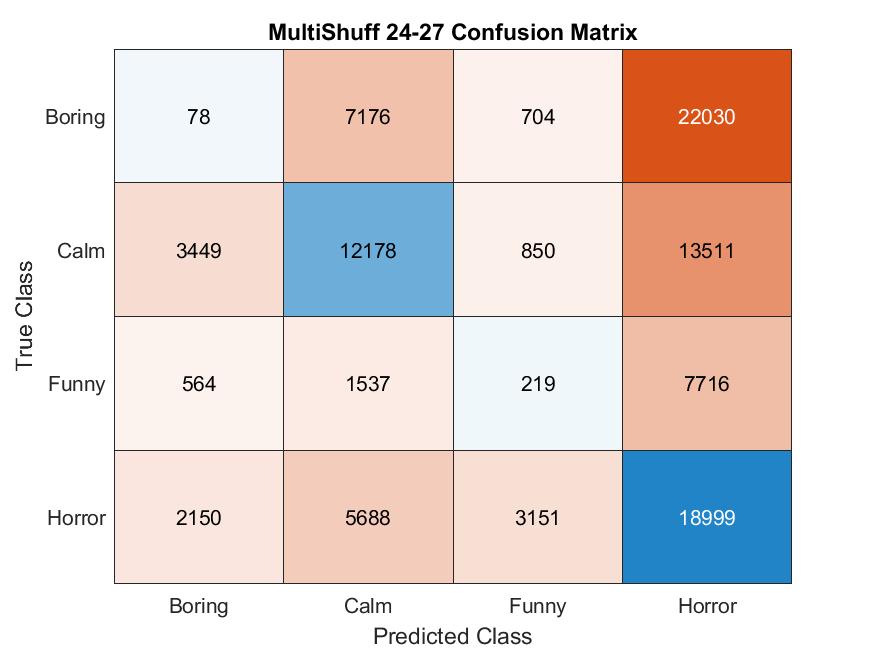 MultiShuff 24-27 Confusion Matrix
Boring 78 7176 704 22030
Calm 3449 12178 850 13511
Funny 564 1537 219 7716
Horror 2150 5688 3151 18999
True Class
Boring Calm Funny Horror
Predicted Class